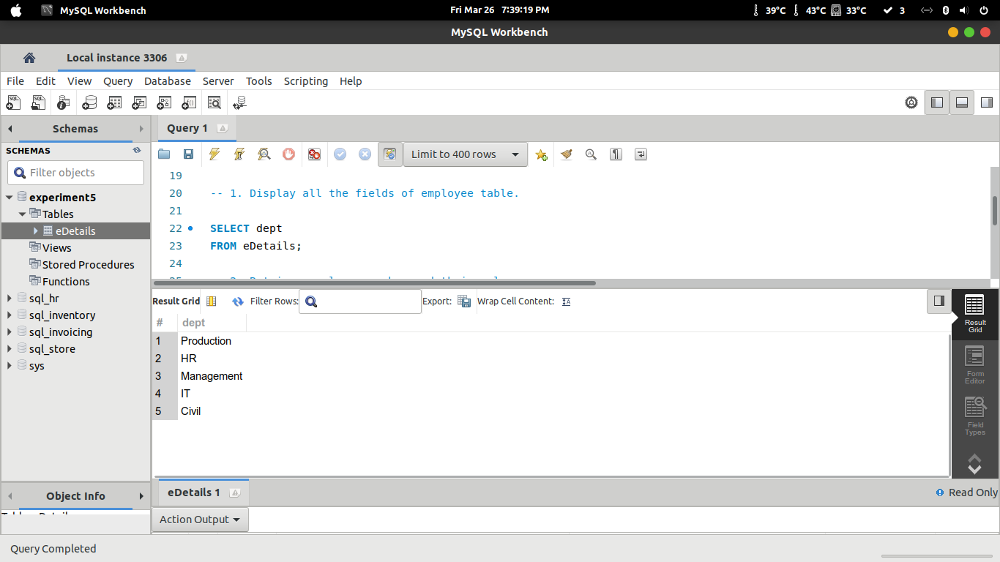 MySQL Workbench
Fri Mar 26 7:39:19 PM
39°C 43°C 33°C 3
MySQL Workbench
Local instance 3306
File Edit View Query Database Server Tools Scripting Help
Schemas
SCHEMAS
Filter objects
experiment5
Tables
eDetails
Views
Stored Procedures
Functions
sql_hr
sql_inventory
sql_invoicing
sql_store
sys
Object Info
Query 1
Limit to 400 rows
19
20 -- 1. Display all the fields of employee table.
21
22 SELECT dept
23 FROM eDetails;
24
Result Grid Filter Rows: Export: Wrap Cell Content:
# dept
1 Production
2 HR
3 Management
4 IT
5 Civil
Result Grid
Form Editor
Field Types
eDetails 1
Read Only
Action Output
Query Completed